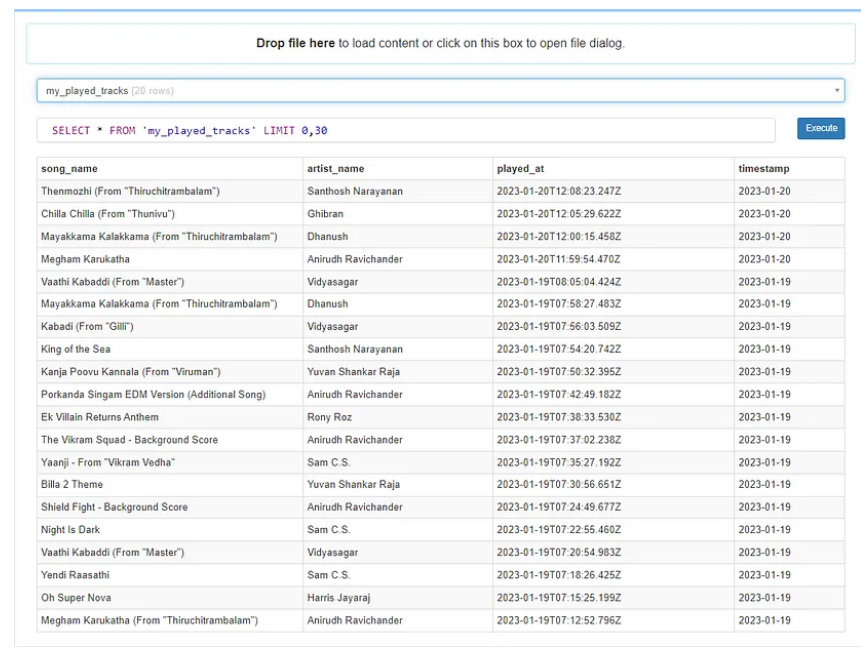 Drop file here to load content or click on this box to open file dialog.
my_played_tracks (20 rows)
SELECT * FROM 'my_played_tracks' LIMIT 0,30
Execute
song_name artist_name played_at timestamp
Thenmozhi (From "Thiruchitrambalam") Santhosh Narayanan 2023-01-20T12:08:23.247Z 2023-01-20
Chilla Chilla (From "Thunivu") Ghibran 2023-01-20T12:05:29.622Z 2023-01-20
Mayakkama Kalakkama (From "Thiruchitrambalam") Dhanush 2023-01-20T12:00:15.458Z 2023-01-20
Megham Karukatha Anirudh Ravichander 2023-01-20T11:59:54.470Z 2023-01-20
Vaathi Kabaddi (From "Master") Vidyasagar 2023-01-19T08:05:04.424Z 2023-01-19
Mayakkama Kalakkama (From "Thiruchitrambalam") Dhanush 2023-01-19T07:58:27.483Z 2023-01-19
Kabadi (From "Gilli") Vidyasagar 2023-01-19T07:56:03.509Z 2023-01-19
King of the Sea Santhosh Narayanan 2023-01-19T07:54:20.742Z 2023-01-19
Kanja Poovu Kannala (From "Viruman") Yuvan Shankar Raja 2023-01-19T07:50:32.395Z 2023-01-19
Porkanda Singam EDM Version (Additional Song) Anirudh Ravichander 2023-01-19T07:42:49.182Z 2023-01-19
Ek Villain Returns Anthem Rony Roz 2023-01-19T07:38:33.530Z 2023-01-19
The Vikram Squad - Background Score Anirudh Ravichander 2023-01-19T07:37:02.238Z 2023-01-19
Yaanji - From "Vikram Vedha" Sam C.S. 2023-01-19T07:35:27.192Z 2023-01-19
Billa 2 Theme Yuvan Shankar Raja 2023-01-19T07:30:56.651Z 2023-01-19
Shield Fight - Background Score Anirudh Ravichander 2023-01-19T07:24:49.677Z 2023-01-19
Night Is Dark Sam C.S. 2023-01-19T07:22:55.460Z 2023-01-19
Vaathi Kabaddi (From "Master") Vidyasagar 2023-01-19T07:20:54.983Z 2023-01-19
Yendi Raasathi Sam C.S. 2023-01-19T07:18:26.425Z 2023-01-19
Oh Super Nova Harris Jayaraj 2023-01-19T07:15:25.199Z 2023-01-19
Megham Karukatha (From "Thiruchitrambalam") Anirudh Ravichander 2023-01-19T07:12:52.796Z 2023-01-19